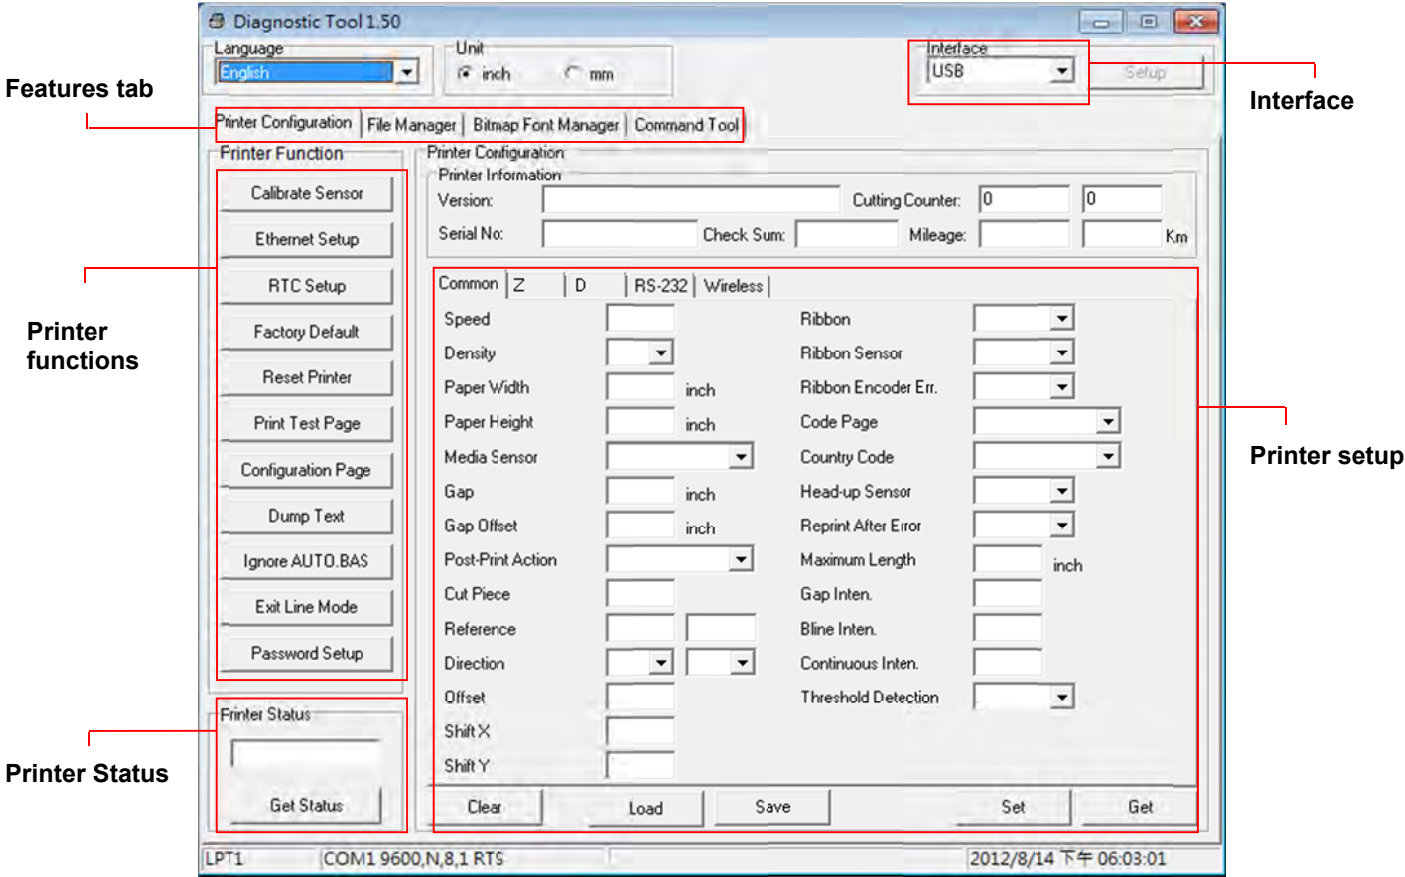 Diagnostic Tool 1.50
Language
English
Unit
inch
mm
Interface
USB
Setup
Features tab
Interface
Printer Configuration
File Manager
Bitmap Font Manager
Command Tool
Printer Function
Calibrate Sensor
Ethernet Setup
RTC Setup
Factory Default
Reset Printer
Print Test Page
Configuration Page
Dump Text
Ignore AUTO.BAS
Exit Line Mode
Password Setup
Printer functions
Printer Configuration
Printer Information
Version:
Cutting Counter:
0
0
Serial No:
Check Sum:
Mileage:
Km
Common
Z
D
RS-232
Wireless
Speed
Density
Paper Width
inch
Paper Height
inch
Media Sensor
Gap
inch
Gap Offset
inch
Post-Print Action
Cut Piece
Reference
Direction
Offset
Shift X
Shift Y
Ribbon
Ribbon Sensor
Ribbon Encoder Err.
Code Page
Country Code
Head-up Sensor
Reprint After Error
Maximum Length
inch
Gap Inten.
Bline Inten.
Continuous Inten.
Threshold Detection
Printer setup
Printer Status
Get Status
Printer Status
Clear
Load
Save
Set
Get
LPT1
COM1 9600,N,8,1 RTS
2012/8/14 下午 06:03:01